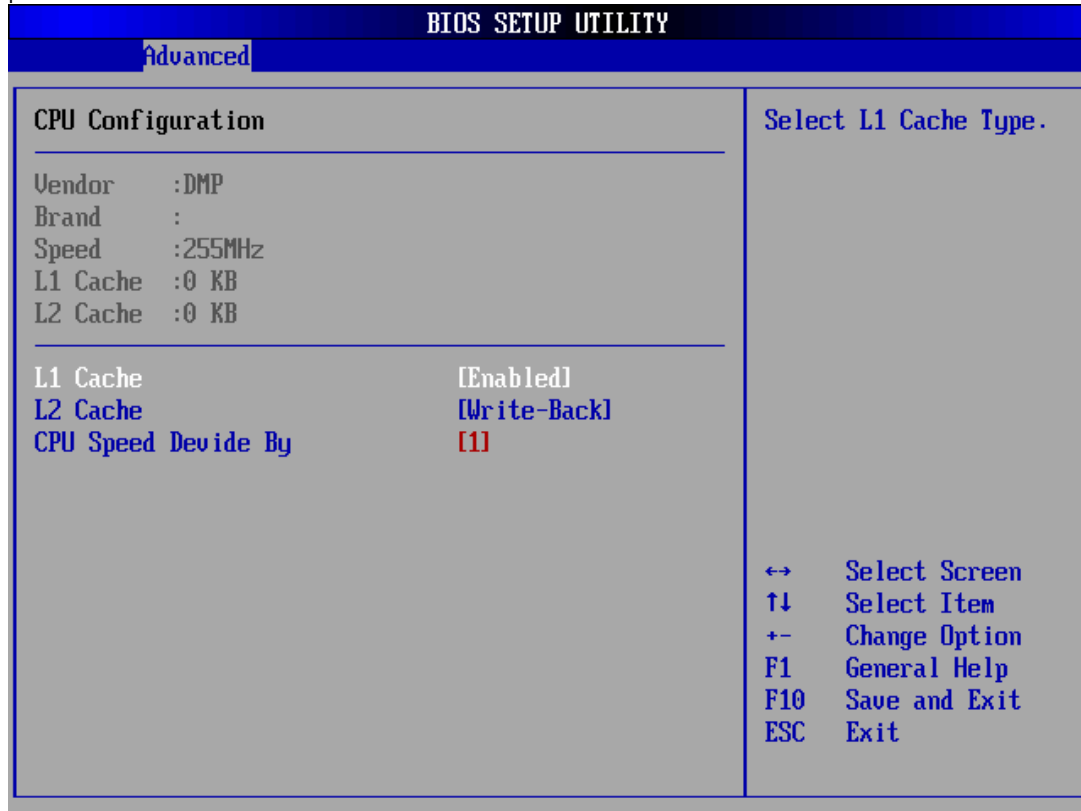 BIOS SETUP UTILITY
Advanced
CPU Configuration
Vendor :DMP
Brand :
Speed :255MHz
L1 Cache :0 KB
L2 Cache :0 KB
L1 Cache [Enabled]
L2 Cache [Write-Back]
CPU Speed Devide By [1]
Select L1 Cache Type.
←→ Select Screen
↑↓ Select Item
+- Change Option
F1 General Help
F10 Save and Exit
ESC Exit